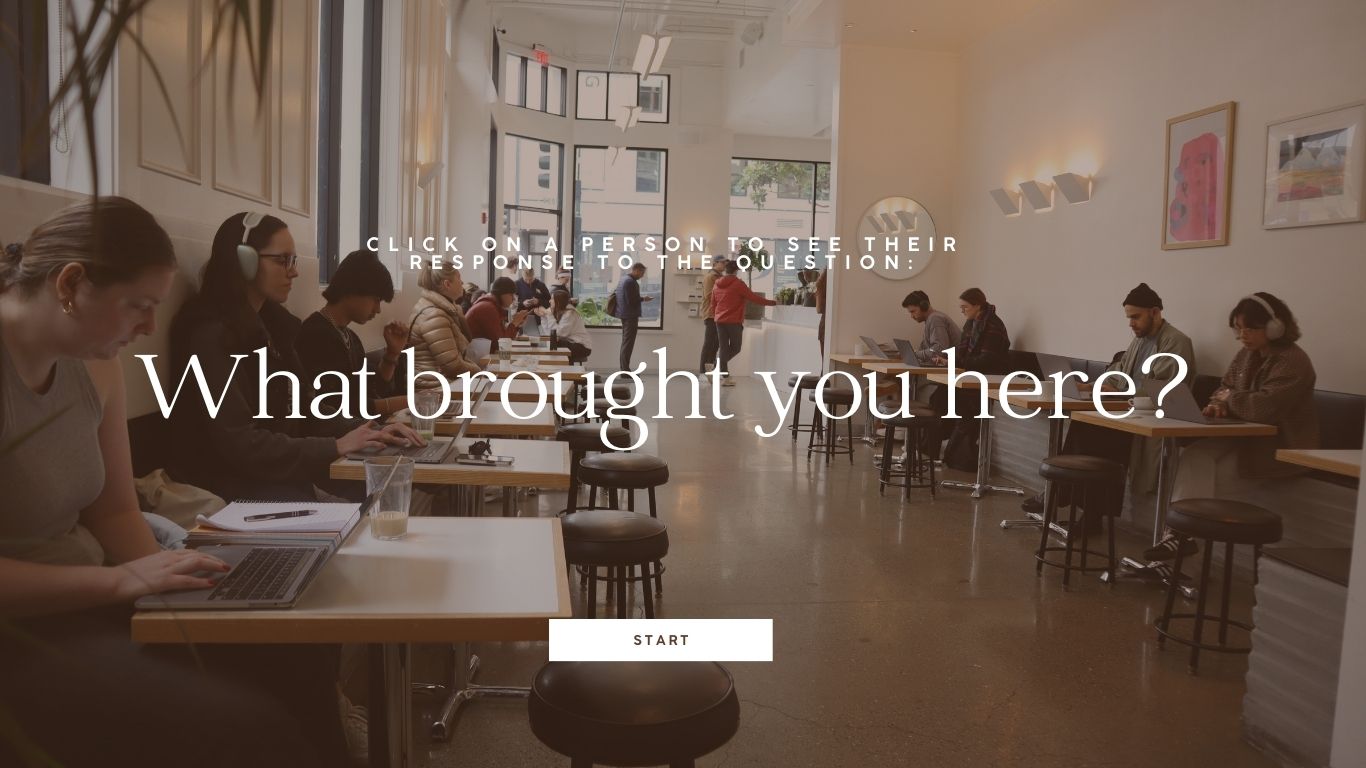 CLICK ON A PERSON TO SEE THEIR
RESPONSE TO THE QUESTION:
What brought you here?
START